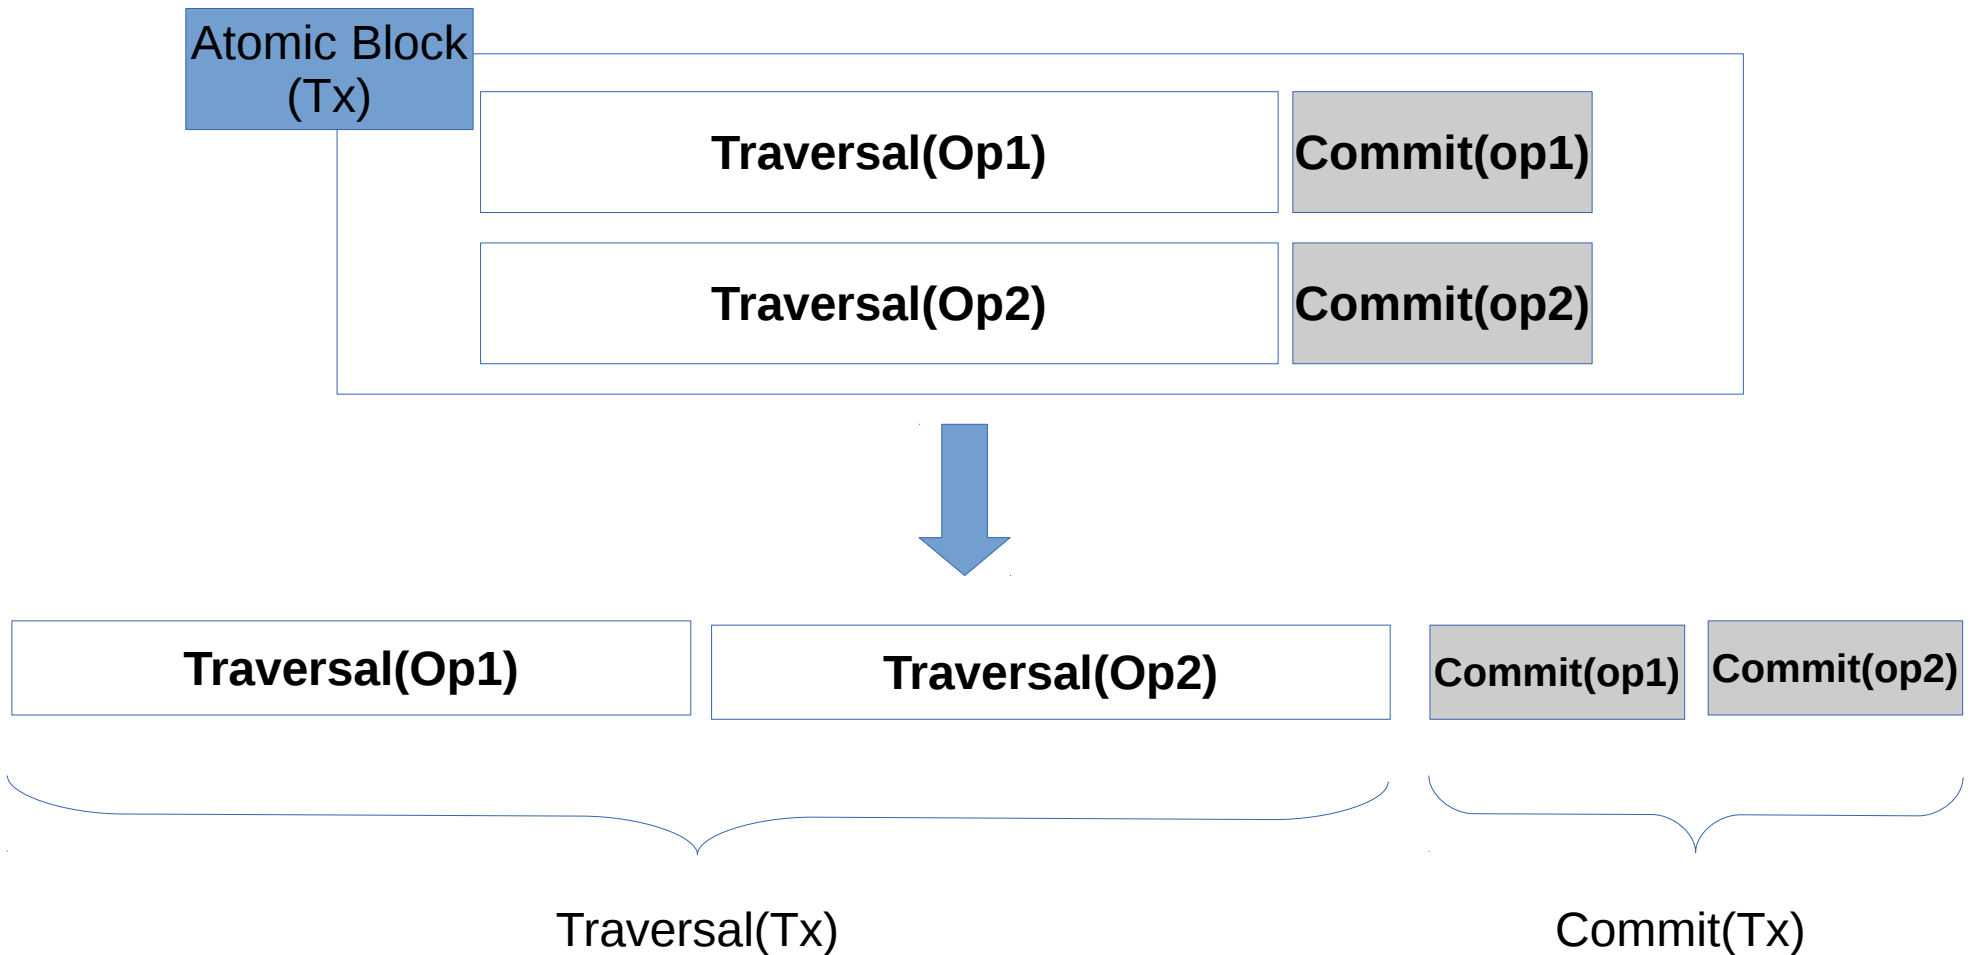 Atomic Block
(Tx)
Traversal(Op1)
Commit(op1)
Traversal(Op2)
Commit(op2)
Traversal(Op1)
Traversal(Op2)
Commit(op1)
Commit(op2)
Traversal(Tx)
Commit(Tx)